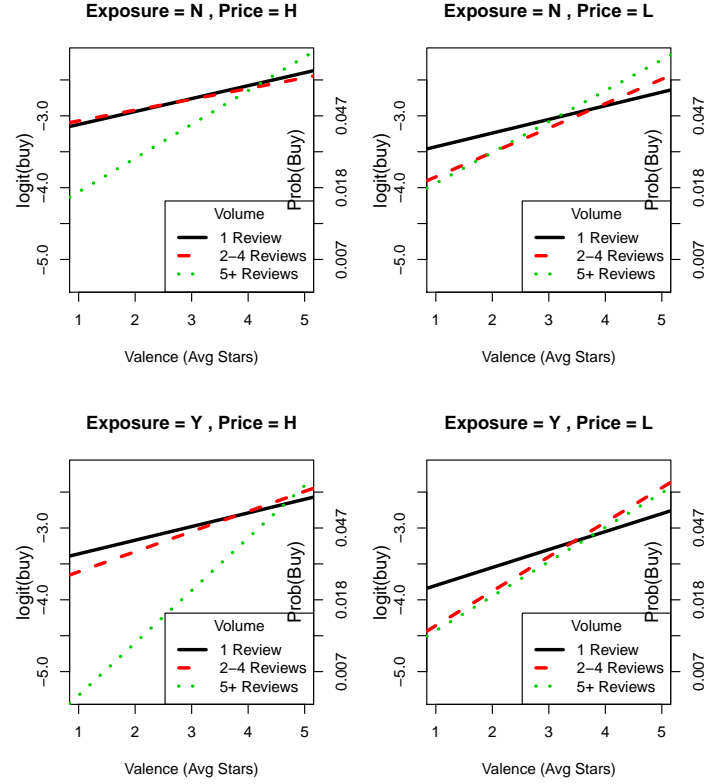 Exposure = N , Price = H
logit(buy)
−5.0 −4.0 −3.0
Prob(Buy)
0.007 0.018 0.047
Volume
1 Review
2−4 Reviews
5+ Reviews
1 2 3 4 5
Valence (Avg Stars)
Exposure = N , Price = L
logit(buy)
−5.0 −4.0 −3.0
Prob(Buy)
0.007 0.018 0.047
Volume
1 Review
2−4 Reviews
5+ Reviews
1 2 3 4 5
Valence (Avg Stars)
Exposure = Y , Price = H
logit(buy)
−5.0 −4.0 −3.0
Prob(Buy)
0.007 0.018 0.047
Volume
1 Review
2−4 Reviews
5+ Reviews
1 2 3 4 5
Valence (Avg Stars)
Exposure = Y , Price = L
logit(buy)
−5.0 −4.0 −3.0
Prob(Buy)
0.007 0.018 0.047
Volume
1 Review
2−4 Reviews
5+ Reviews
1 2 3 4 5
Valence (Avg Stars)